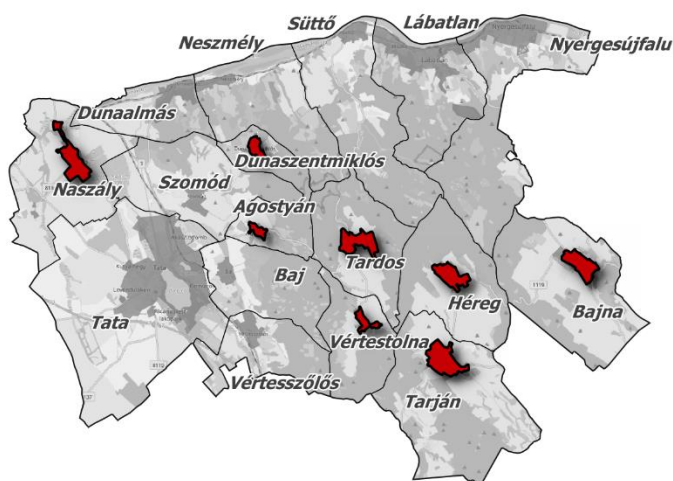 Süttő
Lábatlan
Neszmély
Nyergesújfalu
Dunaalmás
Dunaszentmiklós
Naszály
Szomód
Agostyán
Tardos
Baj
Héreg
Bajna
Tata
Vértestolna
Vértesszőlős
Tarján